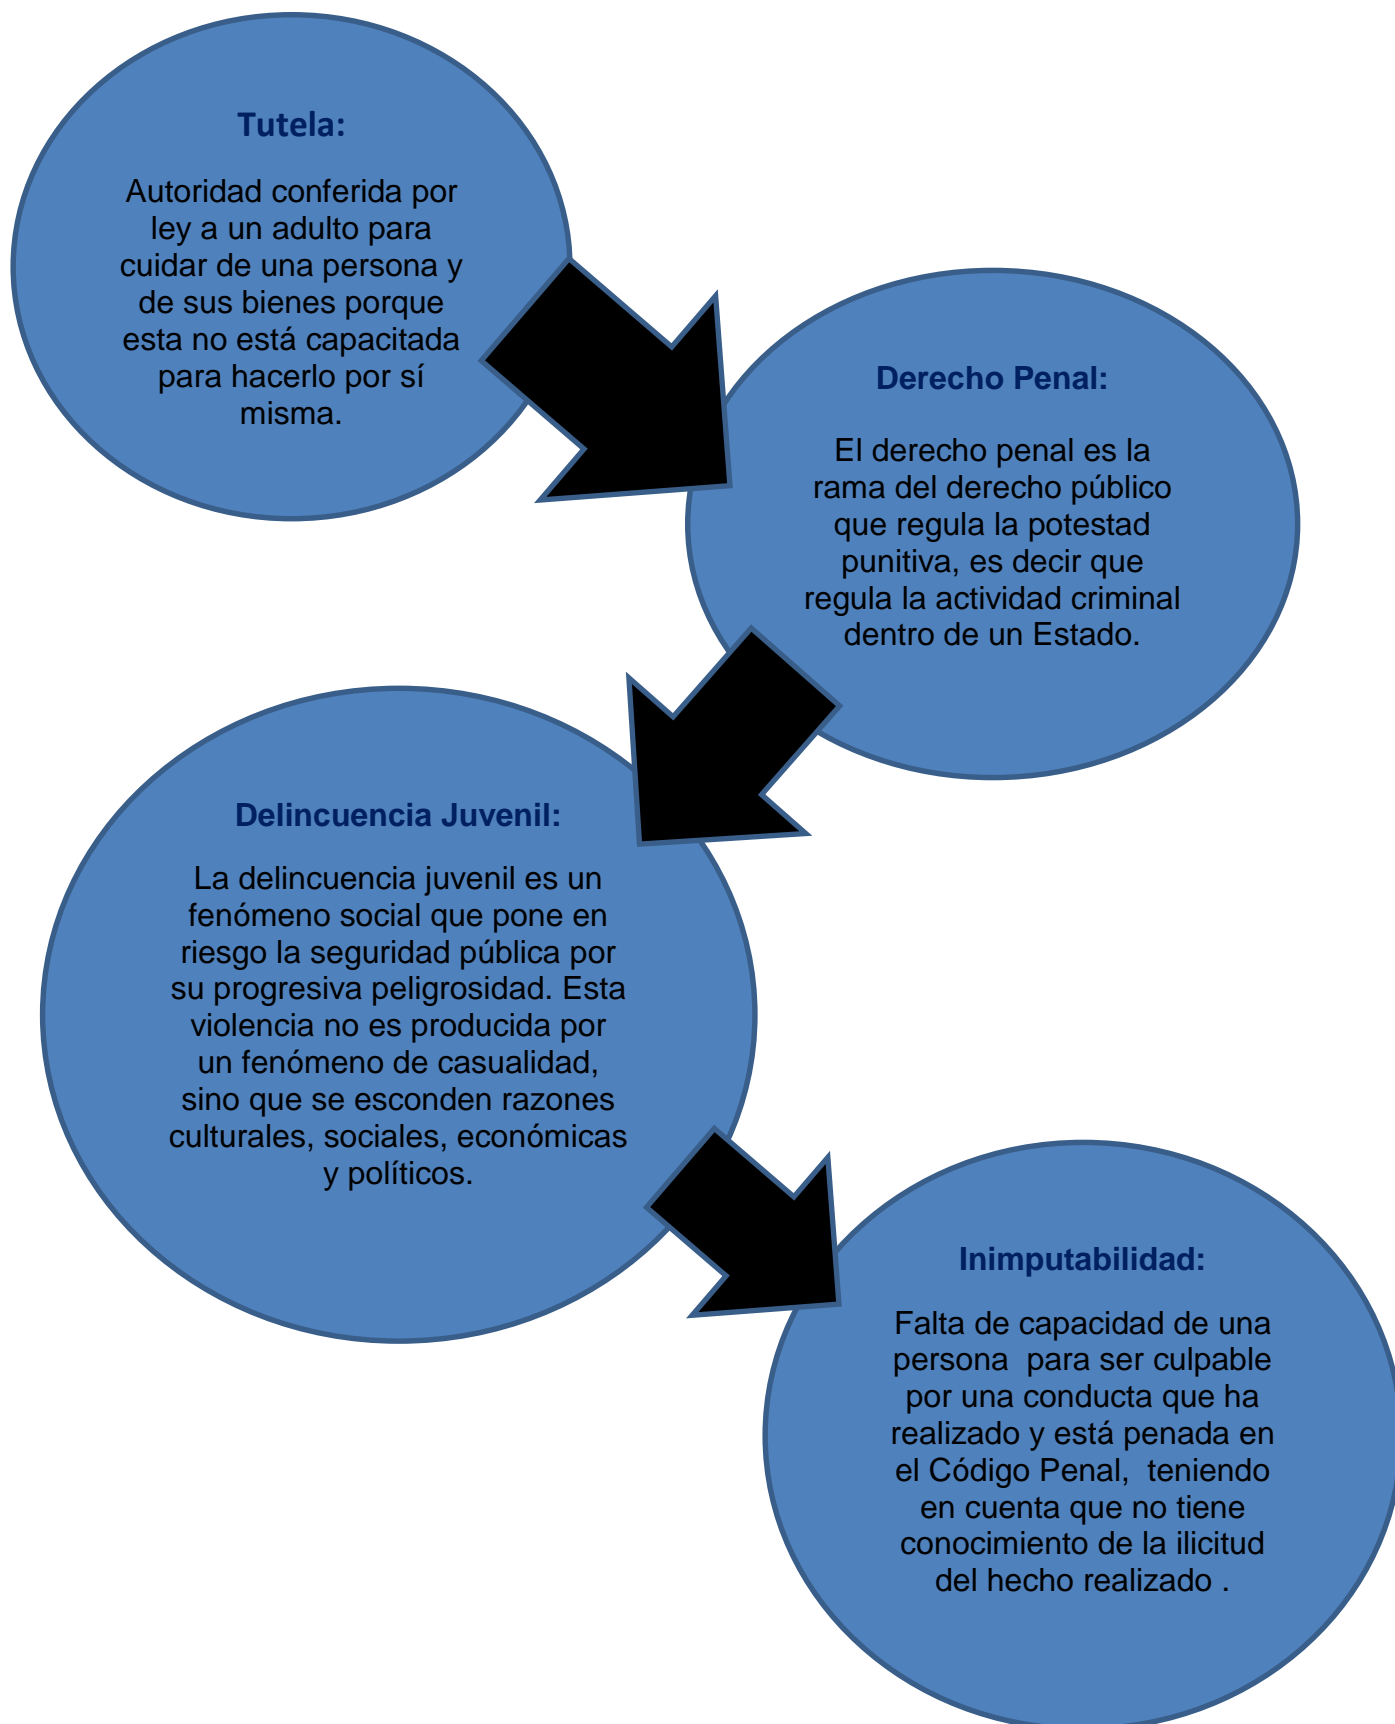 Tutela:
Autoridad conferida por
ley a un adulto para
cuidar de una persona y
de sus bienes porque
esta no está capacitada
para hacerlo por sí
misma.
Derecho Penal:
El derecho penal es la
rama del derecho público
que regula la potestad
punitiva, es decir que
regula la actividad criminal
dentro de un Estado.
Delincuencia Juvenil:
La delincuencia juvenil es un
fenómeno social que pone en
riesgo la seguridad pública por
su progresiva peligrosidad. Esta
violencia no es producida por
un fenómeno de casualidad,
sino que se esconden razones
culturales, sociales, económicas
y políticos.
Inimputabilidad:
Falta de capacidad de una
persona  para ser culpable
por una conducta que ha
realizado y está penada en
el Código Penal,  teniendo
en cuenta que no tiene
conocimiento de la ilicitud
del hecho realizado .